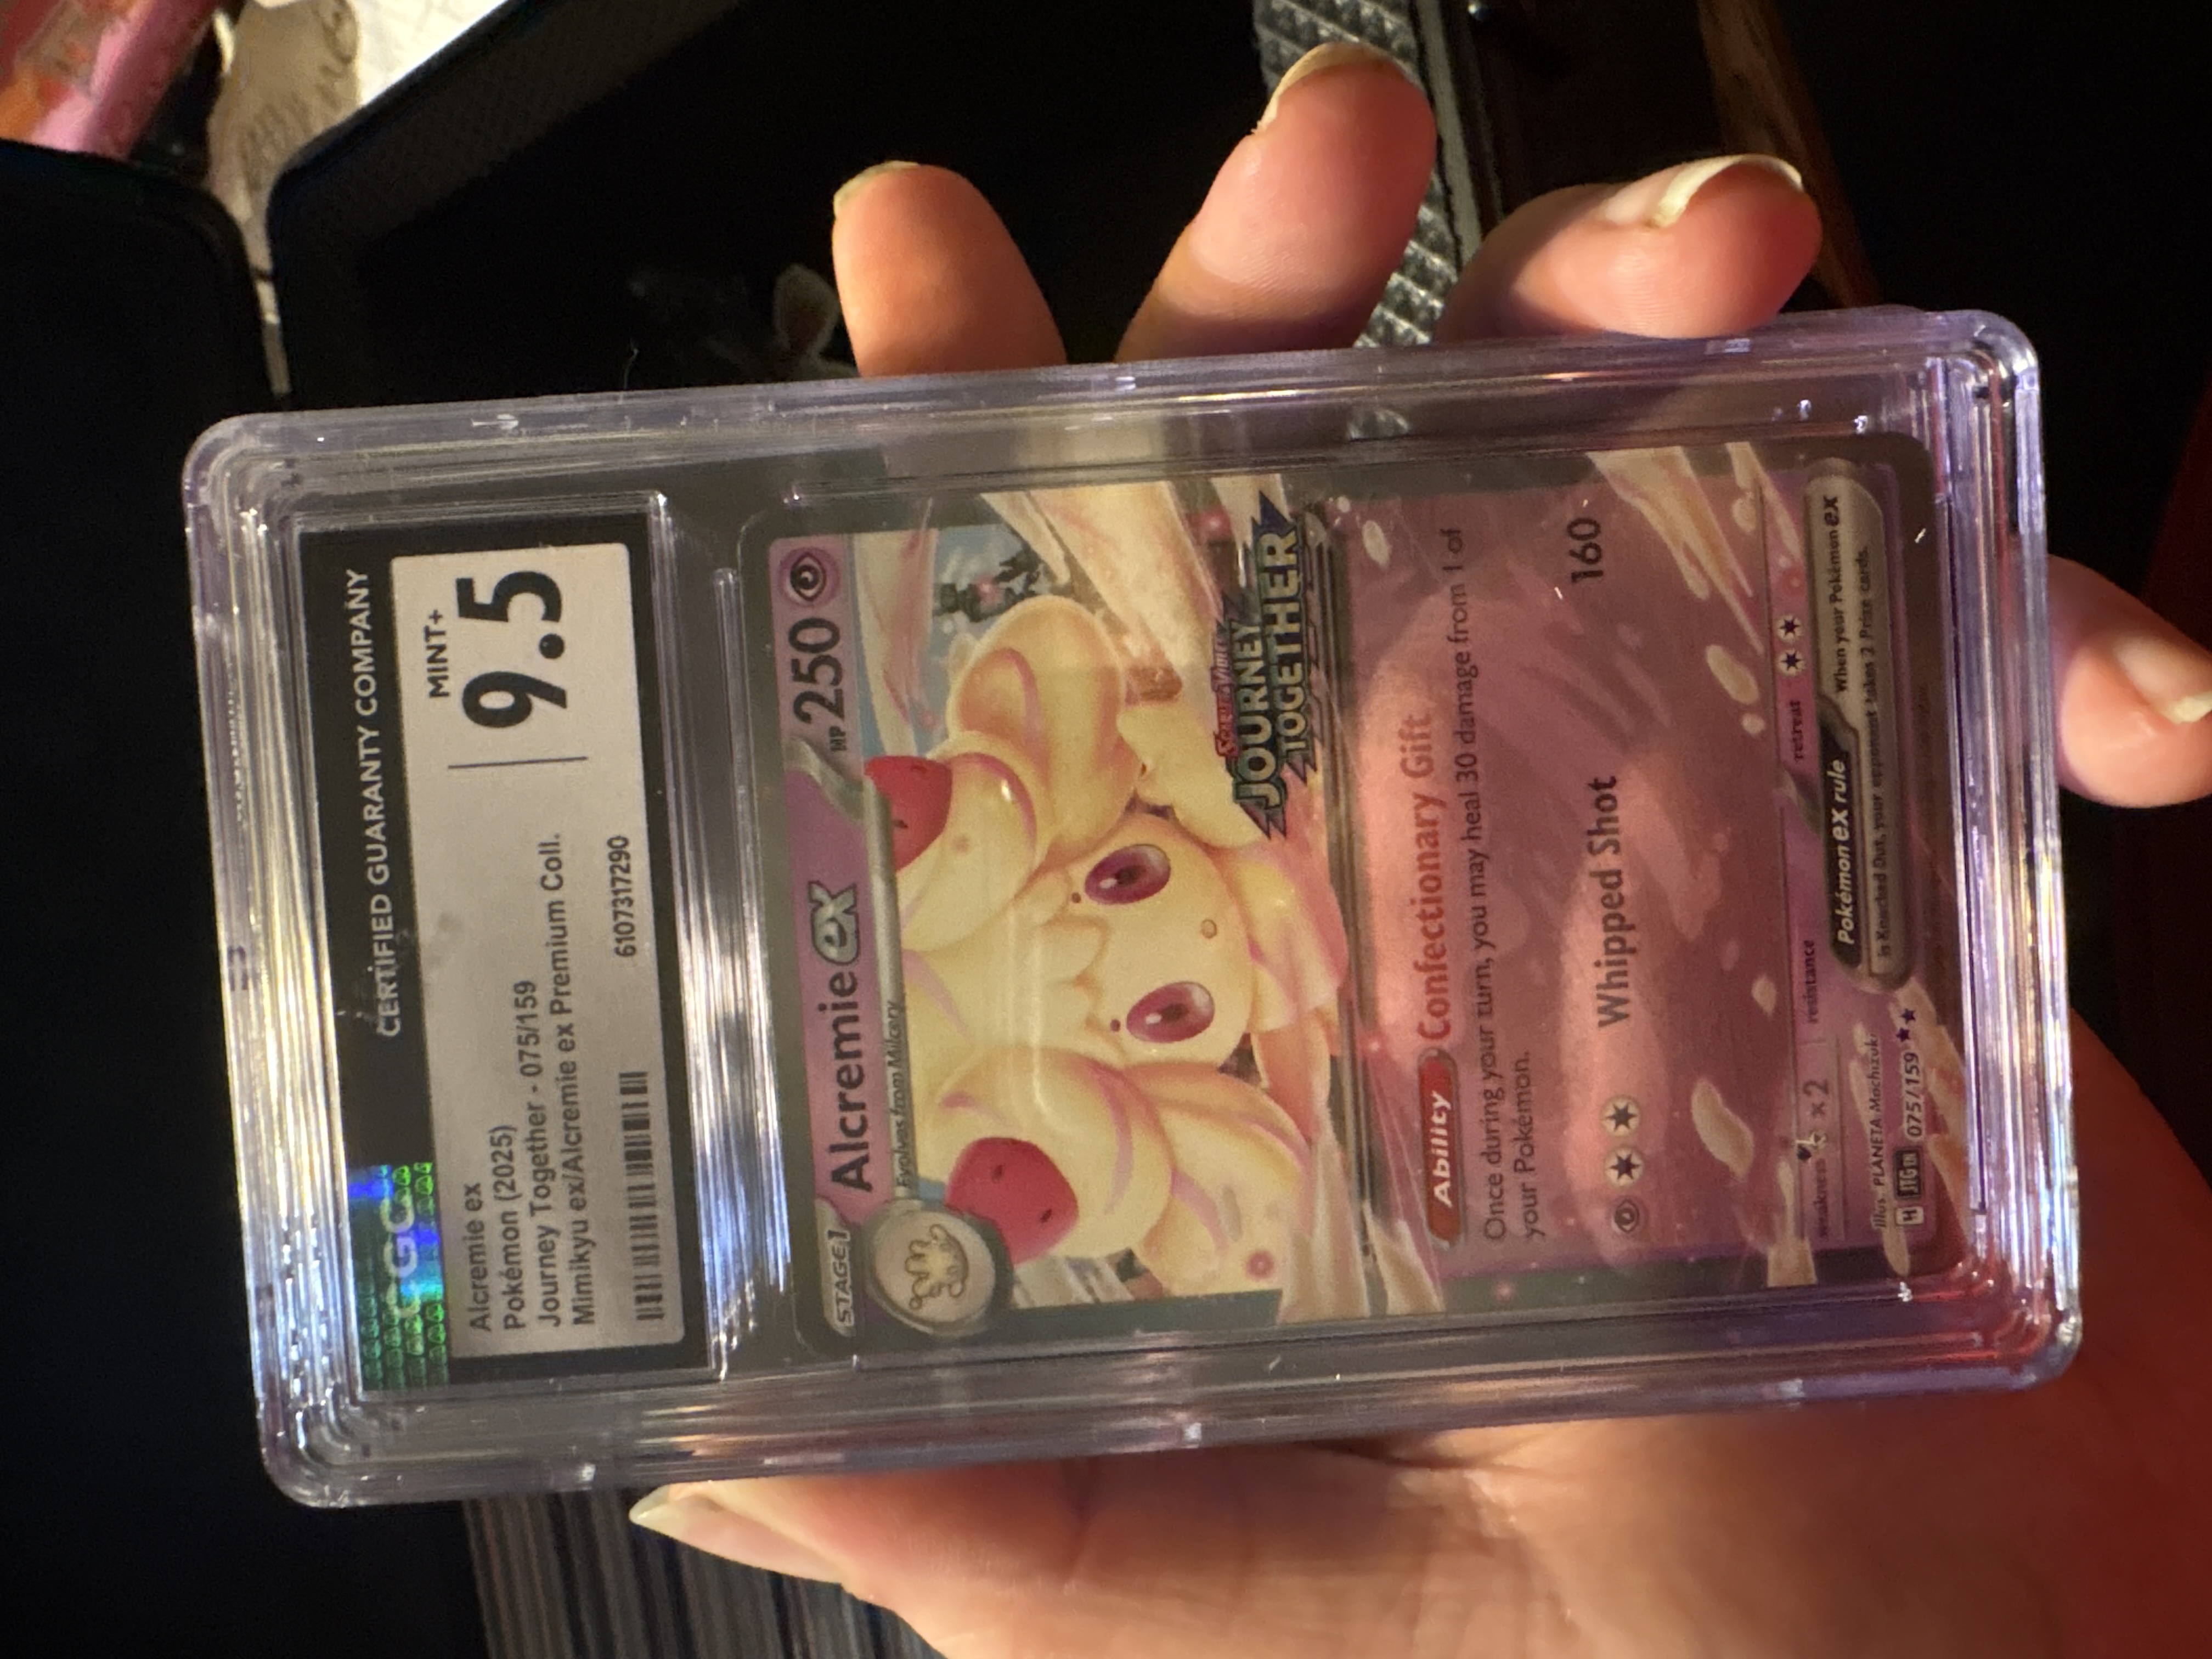 CERTIFIED GUARANTY COMPANY
CGC
Alcremie ex
Pokémon (2025)
Journey Together - 075/159
Mimikyu ex/Alcremie ex Premium Coll.
6107317290
MINT+
9.5
STAGE1
Alcremie ex
HP 250
Evolves from Milcery
JOURNEY
TOGETHER
Ability Confectionary Gift
Once during your turn, you may heal 30 damage from 1 of
your Pokémon.
Whipped Shot 160
weakness ×2 resistance retreat
Illus. PLANETA Mochizuki
H JTG EN 075/159 ★★
Pokémon ex rule When your Pokémon ex
is Knocked Out, your opponent takes 2 Prize cards.